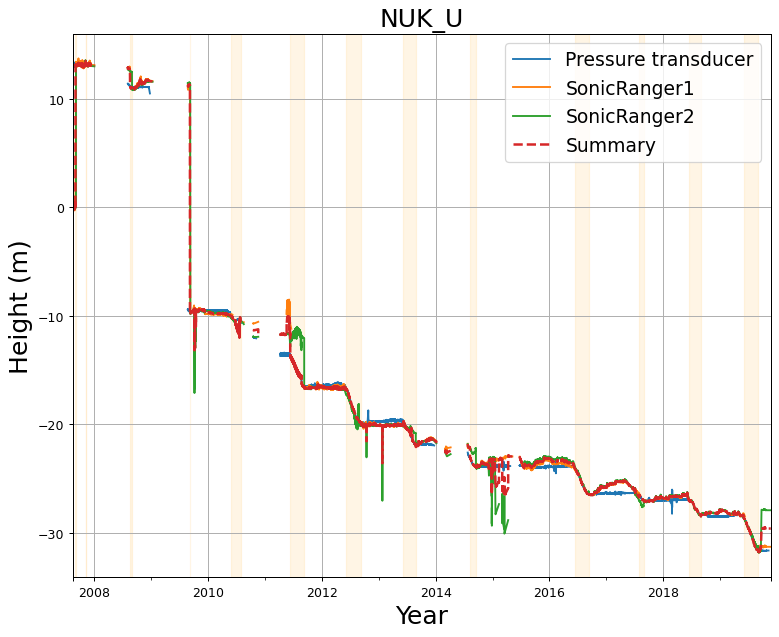 NUK_U
Pressure transducer
SonicRanger1
SonicRanger2
Summary
Height (m)
10
0
−10
−20
−30
2008 2010 2012 2014 2016 2018
Year